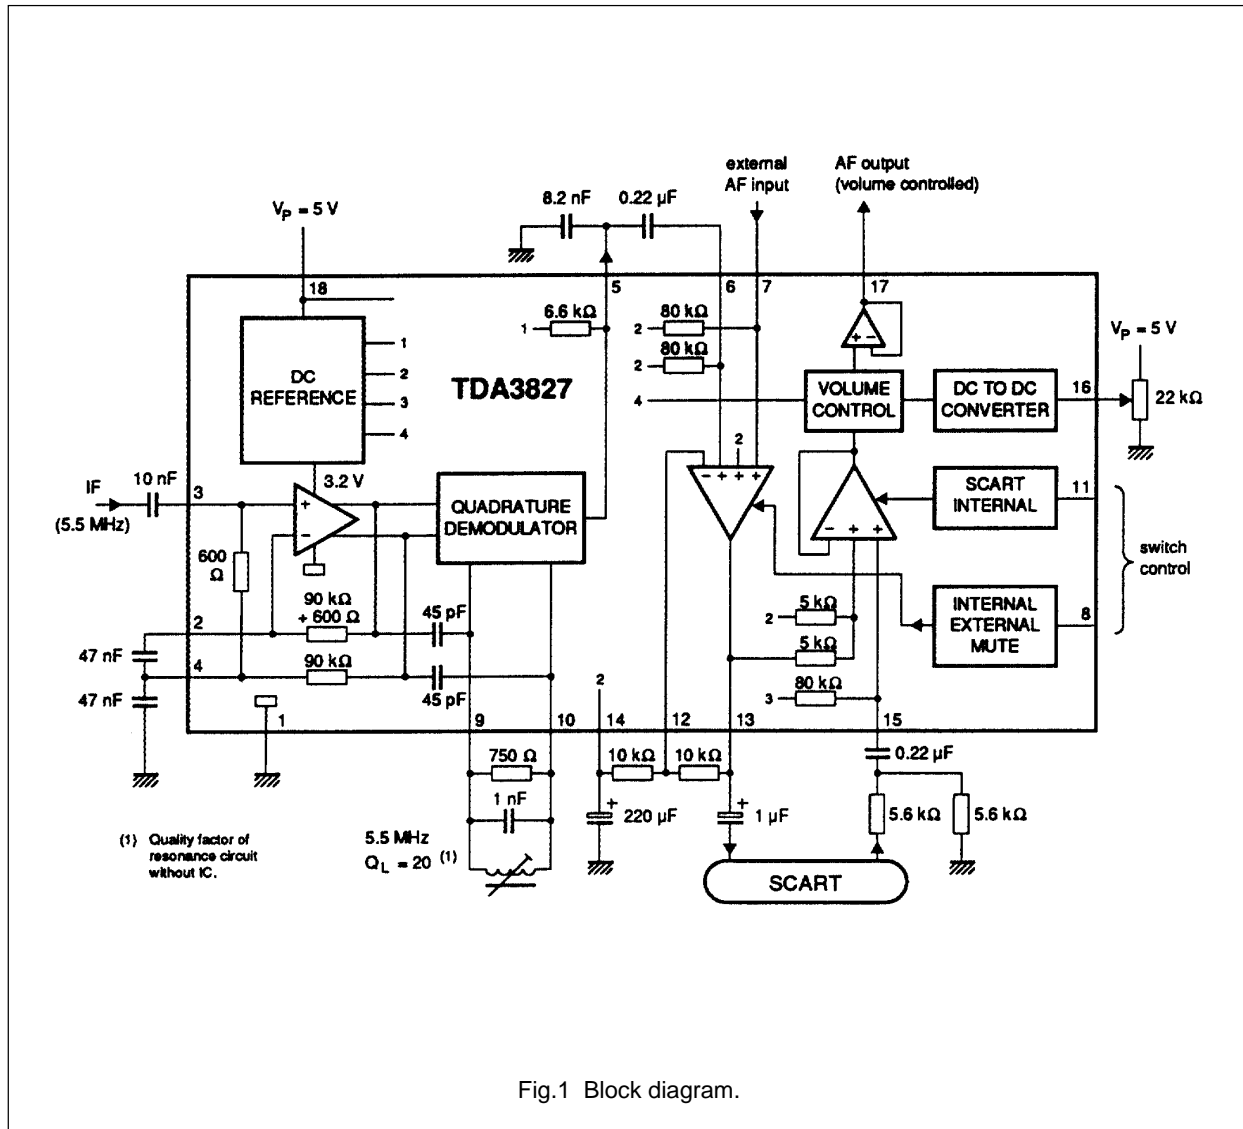 external
AF input
AF output
(volume controlled)
8.2 nF
0.22 µF
V_P = 5 V
18
5
6
7
17
6.6 kΩ
1
80 kΩ
2
80 kΩ
2
+ −
V_P = 5 V
DC
REFERENCE
1
2
3
4
TDA3827
4
VOLUME
CONTROL
DC TO DC
CONVERTER
16
22 kΩ
2
− + + +
3.2 V
10 nF
IF
(5.5 MHz)
3
+
−
QUADRATURE
DEMODULATOR
SCART
INTERNAL
11
− + +
switch
control
600
Ω
90 kΩ
+ 600 Ω
45 pF
2
5 kΩ
2
5 kΩ
INTERNAL
EXTERNAL
MUTE
8
47 nF
4
90 kΩ
45 pF
47 nF
80 kΩ
3
2
1
9
10
14
12
13
15
750 Ω
10 kΩ
10 kΩ
0.22 µF
1 nF
+
220 µF
+
1 µF
5.6 kΩ
5.6 kΩ
5.5 MHz
Q_L = 20 (1)
(1) Quality factor of
resonance circuit
without IC.
SCART
Fig.1 Block diagram.